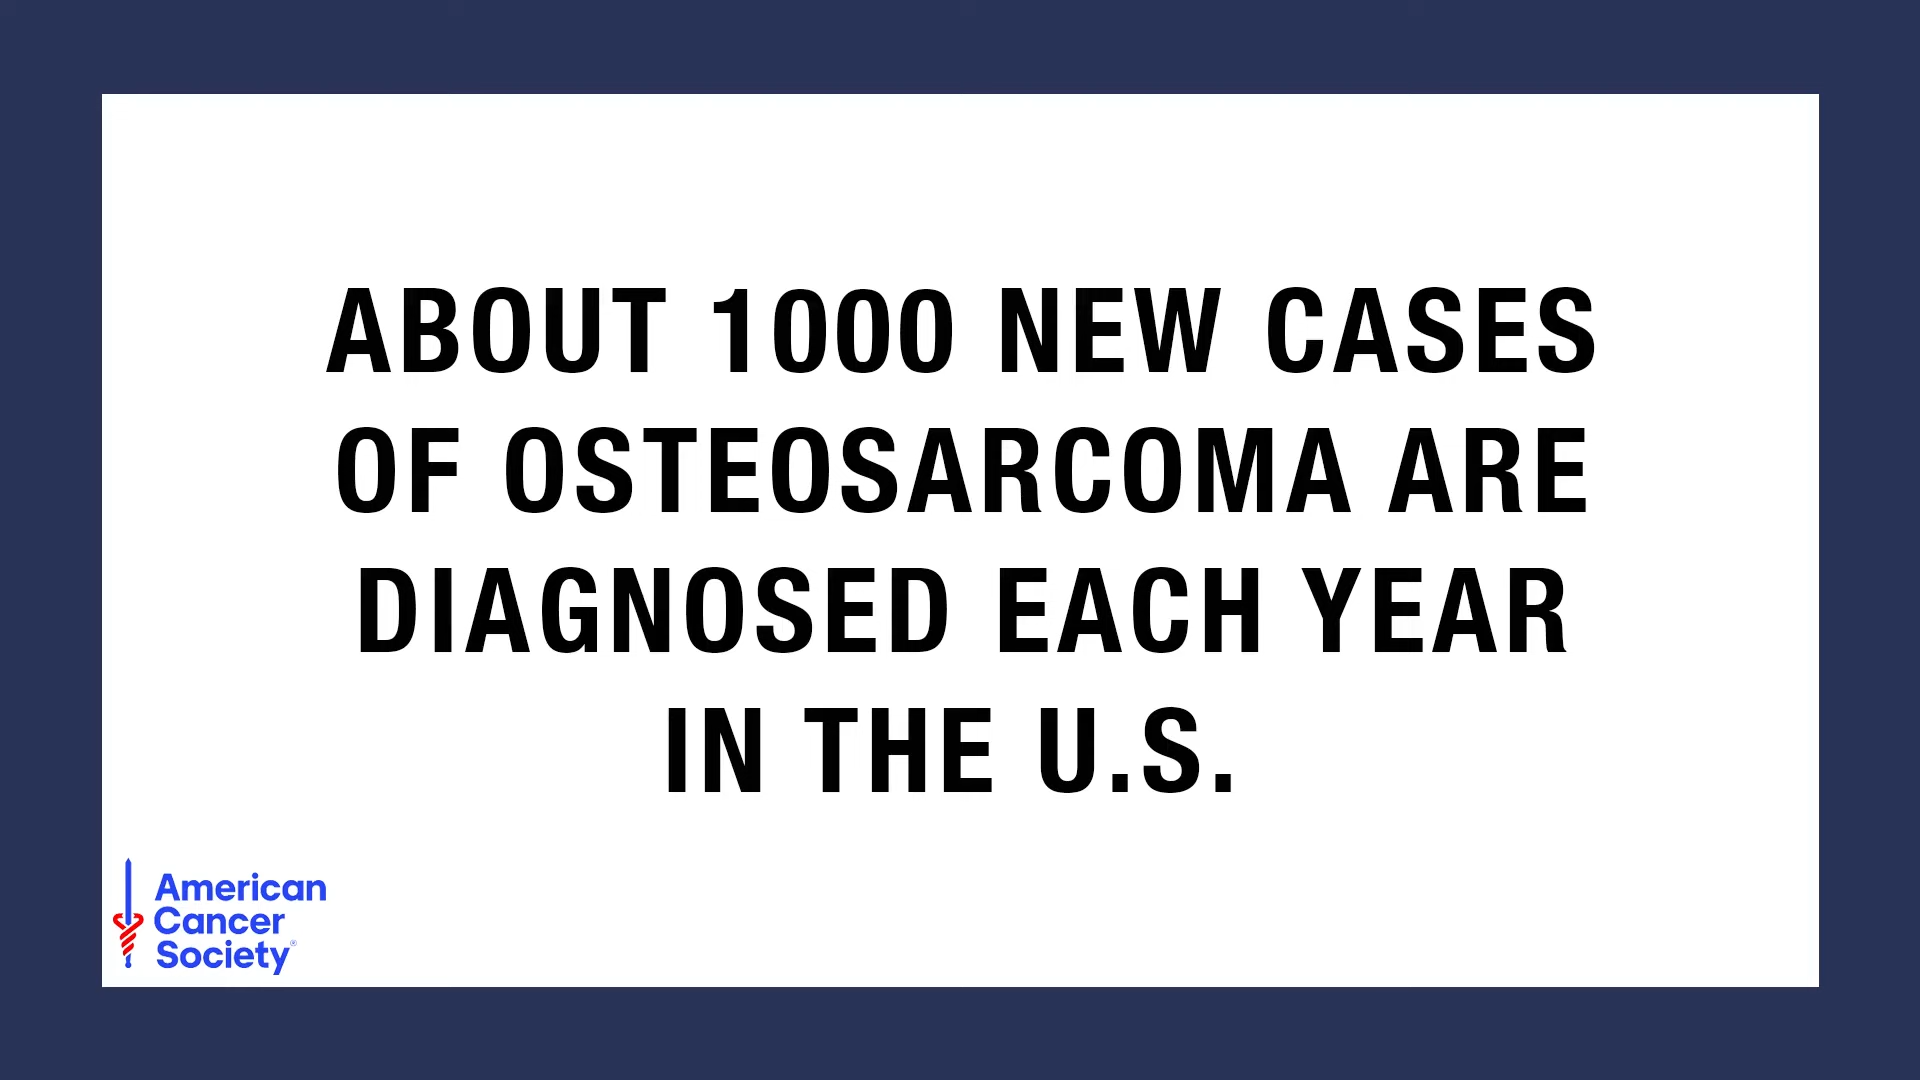 ABOUT 1000 NEW CASES
OF OSTEOSARCOMA ARE
DIAGNOSED EACH YEAR
IN THE U.S.
American
Cancer
Society®